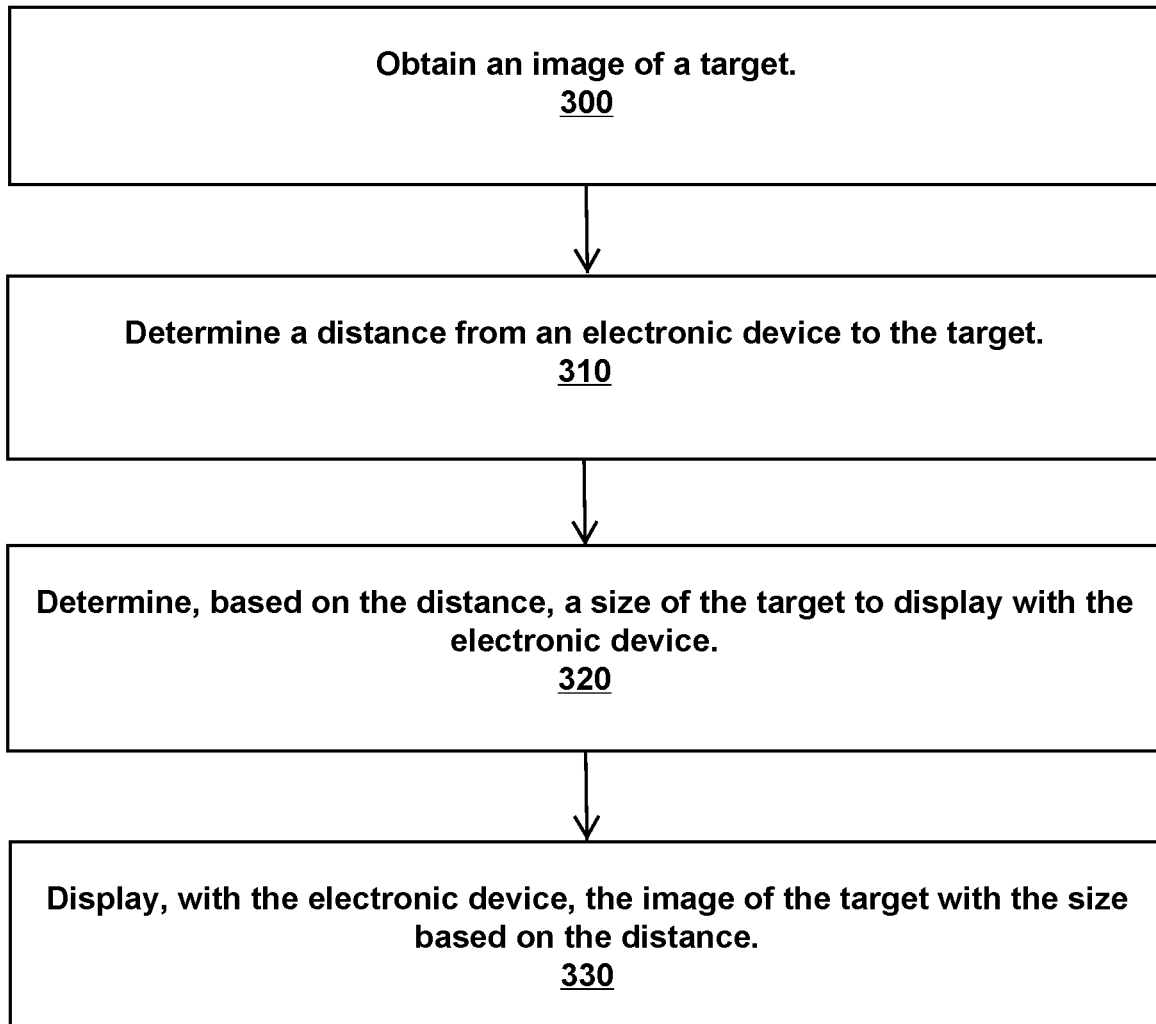 Obtain an image of a target.
300
Determine a distance from an electronic device to the target.
310
Determine, based on the distance, a size of the target to display with the
electronic device.
320
Display, with the electronic device, the image of the target with the size
based on the distance.
330